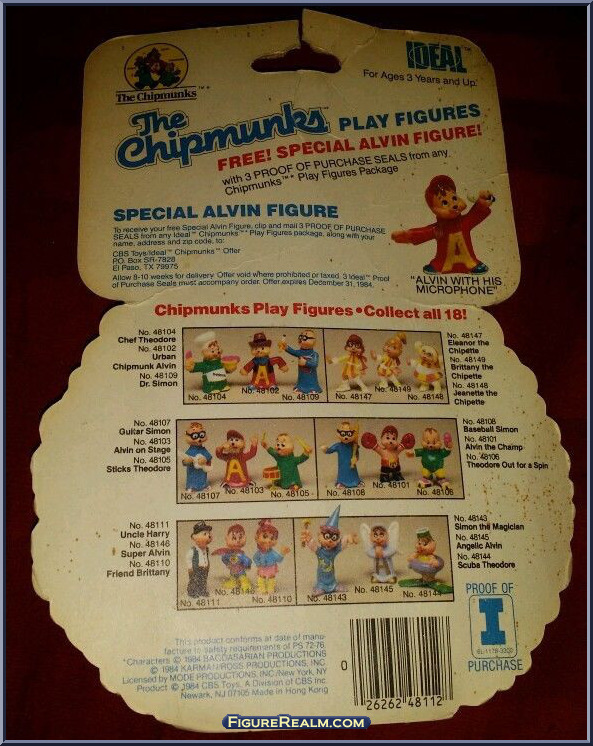 The Chipmunks™*
IDEAL™
For Ages 3 Years and Up.
The Chipmunks™ PLAY FIGURES
FREE! SPECIAL ALVIN FIGURE!
with 3 PROOF OF PURCHASE SEALS from any
Chipmunks™* Play Figures Package
SPECIAL ALVIN FIGURE
To receive your free Special Alvin Figure, clip and mail 3 PROOF OF PURCHASE
SEALS from any Ideal™ Chipmunks™* Play Figures package, along with your
name, address and zip code, to:
CBS Toys/Ideal™ Chipmunks™* Offer
P.O. Box SR-7828
El Paso, TX 79975
Allow 8-10 weeks for delivery. Offer void where prohibited or taxed. 3 Ideal™ Proof
of Purchase Seals must accompany order. Offer expires December 31, 1984.
"ALVIN WITH HIS
MICROPHONE"
Chipmunks Play Figures • Collect all 18!
No. 48104
Chef Theodore
No. 48102
Urban
Chipmunk Alvin
No. 48109
Dr. Simon
No. 48104
No. 48102
No. 48109
No. 48147
No. 48149
No. 48148
No. 48147
Eleanor the
Chipette
No. 48149
Brittany the
Chipette
No. 48148
Jeanette the
Chipette
No. 48107
Guitar Simon
No. 48103
Alvin on Stage
No. 48105
Sticks Theodore
No. 48107
No. 48103
No. 48105
No. 48108
No. 48101
No. 48106
No. 48108
Baseball Simon
No. 48101
Alvin the Champ
No. 48106
Theodore Out for a Spin
No. 48111
Uncle Harry
No. 48146
Super Alvin
No. 48110
Friend Brittany
No. 48111
No. 48146
No. 48110
No. 48143
No. 48145
No. 48144
No. 48143
Simon the Magician
No. 48145
Angelic Alvin
No. 48144
Scuba Theodore
PROOF OF
I
PURCHASE
This product conforms at date of manu-
facture to safety requirements of PS 72-76.
*Characters © 1984 BAGDASARIAN PRODUCTIONS
© 1984 KARMAN/ROSS PRODUCTIONS, INC.
Licensed by MODE PRODUCTIONS, INC./New York, NY
Product © 1984 CBS Toys, A Division of CBS Inc.
Newark, NJ 07105 Made in Hong Kong
0 26262 48112
FIGUREREALM.COM